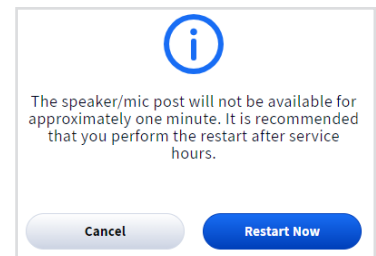 The speaker/mic post will not be available for
approximately one minute. It is recommended
that you perform the restart after service
hours.
Cancel
Restart Now